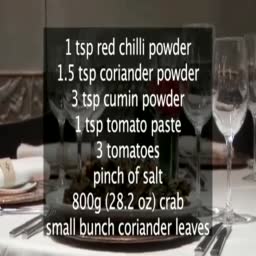 1 tsp red chilli powder
1.5 tsp coriander powder
3 tsp cumin powder
1 tsp tomato paste
3 tomatoes
pinch of salt
800g (28.2 oz) crab
small bunch coriander leaves